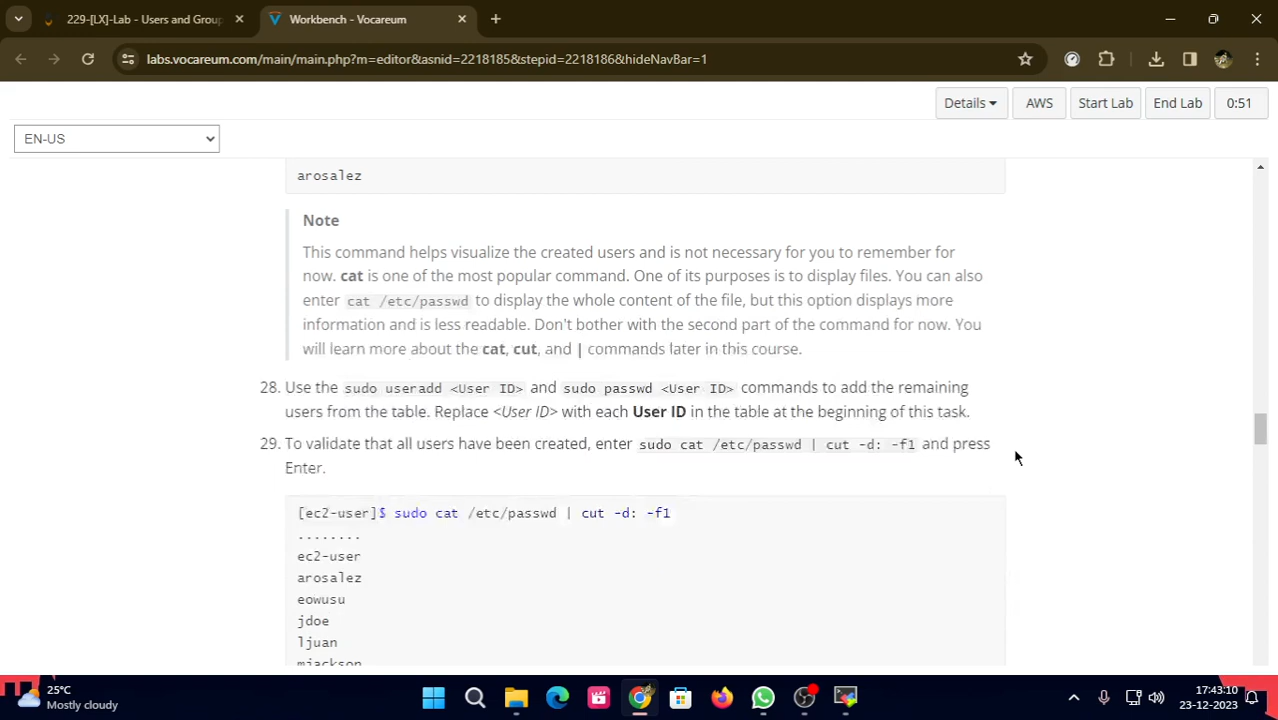 229-[LX]-Lab - Users and Group
Workbench - Vocareum
labs.vocareum.com/main/main.php?m=editor&asnid=2218185&stepid=2218186&hideNavBar=1
Details
AWS
Start Lab
End Lab
0:51
EN-US
arosalez
Note
This command helps visualize the created users and is not necessary for you to remember for
now. cat is one of the most popular command. One of its purposes is to display files. You can also
enter cat /etc/passwd to display the whole content of the file, but this option displays more
information and is less readable. Don't bother with the second part of the command for now. You
will learn more about the cat, cut, and | commands later in this course.
28. Use the sudo useradd <User ID> and sudo passwd <User ID> commands to add the remaining
users from the table. Replace <User ID> with each User ID in the table at the beginning of this task.
29. To validate that all users have been created, enter sudo cat /etc/passwd | cut -d: -f1 and press
Enter.
[ec2-user]$ sudo cat /etc/passwd | cut -d: -f1
........
ec2-user
arosalez
eowusu
jdoe
ljuan
mjackson
25°C
Mostly cloudy
17:43:10
23-12-2023